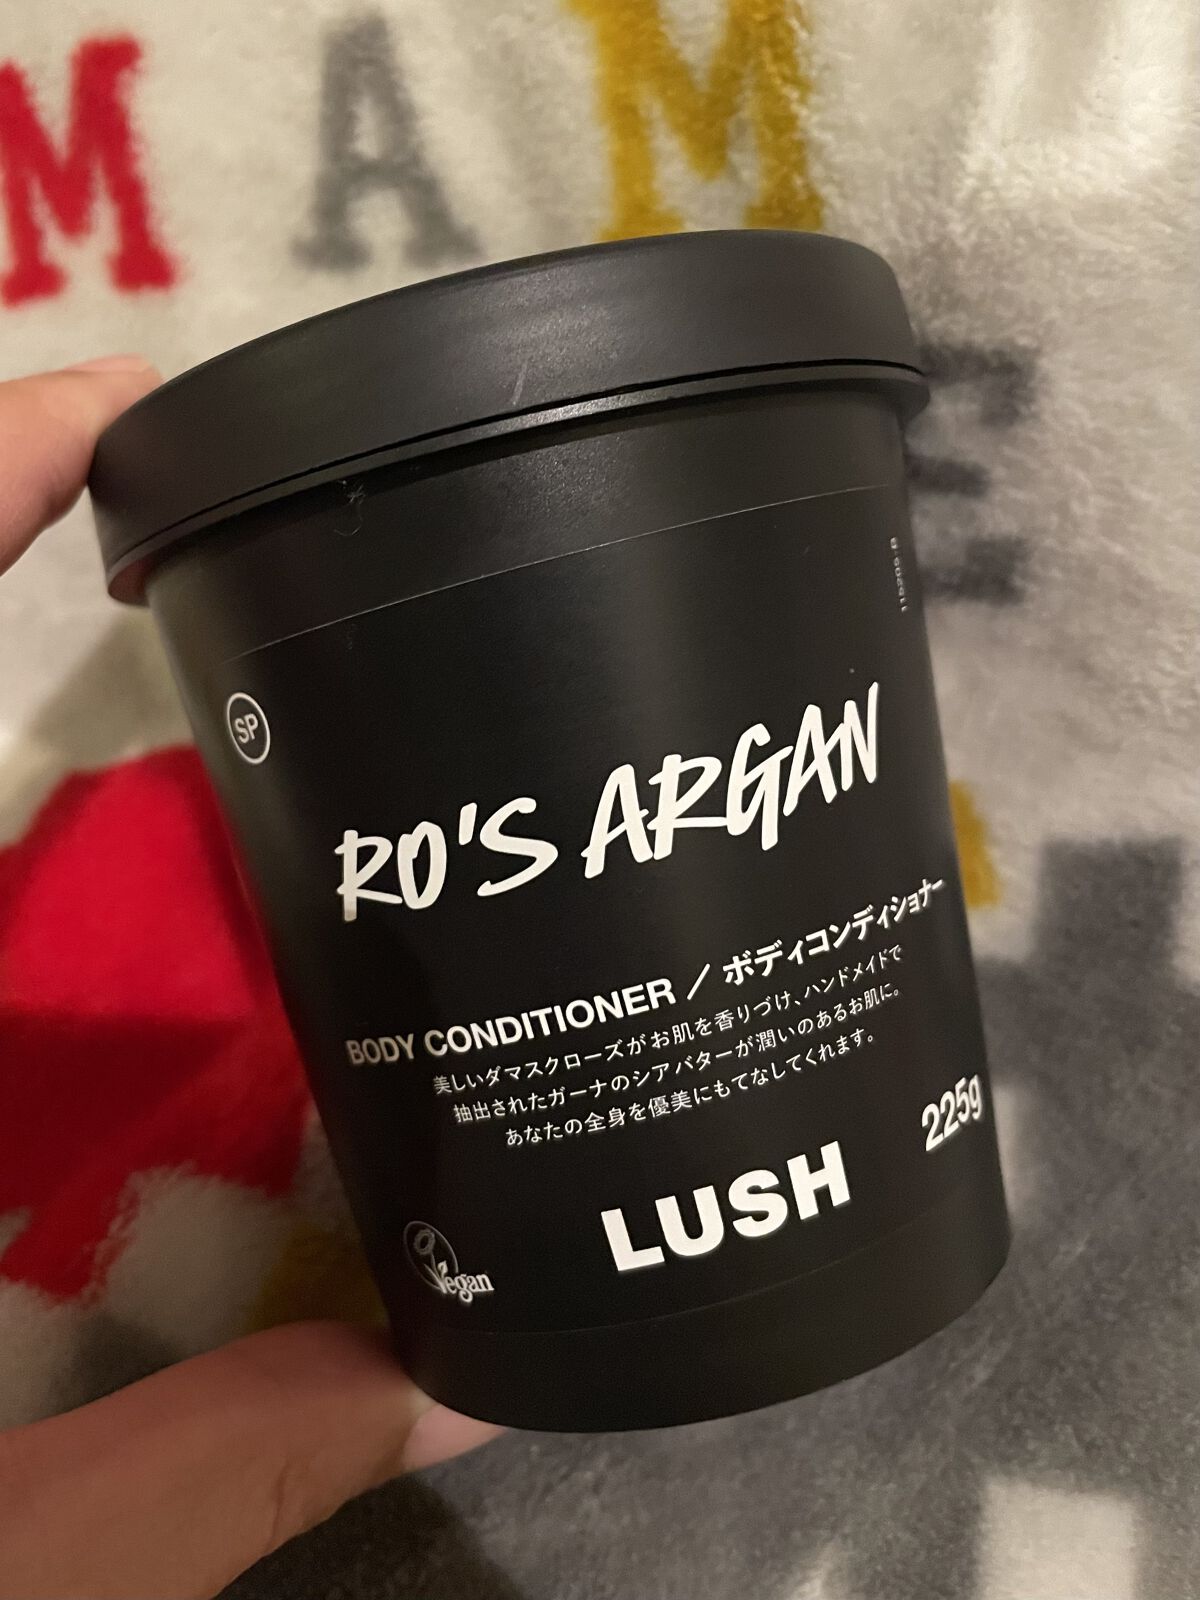 M A M
E
SP
RO'S ARGAN
BODY CONDITIONER / ボディコンディショナー
美しいダマスクローズがお肌を香りづけ、ハンドメイドで
抽出されたガーナのシアバターが潤いのあるお肌に。
あなたの全身を優美にもてなしてくれます。
225g
LUSH
Vegan